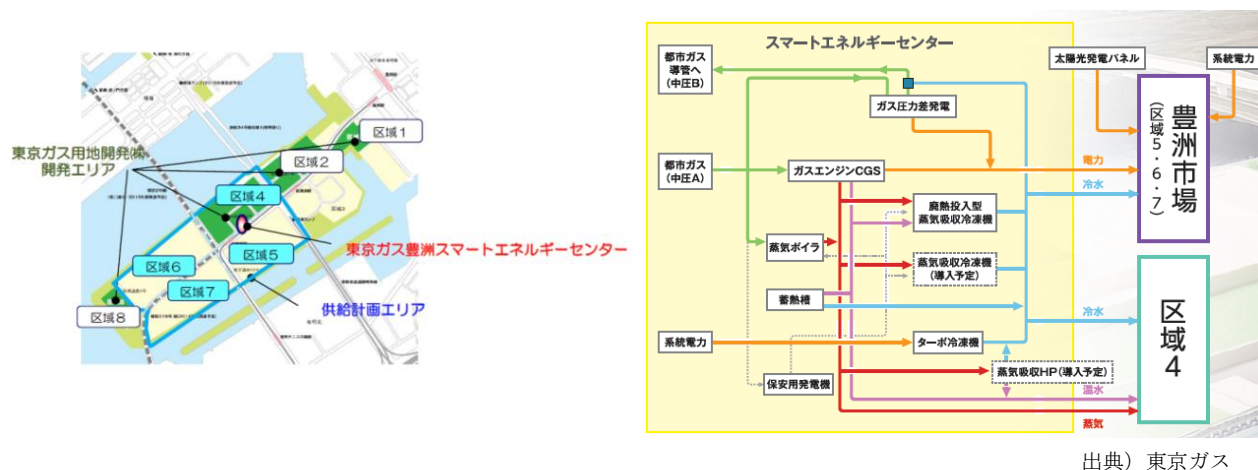 区域1
区域2
東京ガス用地開発㈱
開発エリア
区域4
区域3
東京ガス豊洲スマートエネルギーセンター
区域5
区域6
区域7
供給計画エリア
区域8
スマートエネルギーセンター
都市ガス
導管へ
(中圧B)
太陽光発電パネル
系統電力
ガス圧力差発電
豊洲市場
(区域5・6・7)
都市ガス
(中圧A)
ガスエンジンCGS
電力
冷水
廃熱投入型
蒸気吸収冷凍機
蒸気ボイラ
蒸気吸収冷凍機
(導入予定)
蓄熱槽
冷水
区域4
系統電力
ターボ冷凍機
蒸気吸収HP(導入予定)
保安用発電機
温水
蒸気
出典）東京ガス